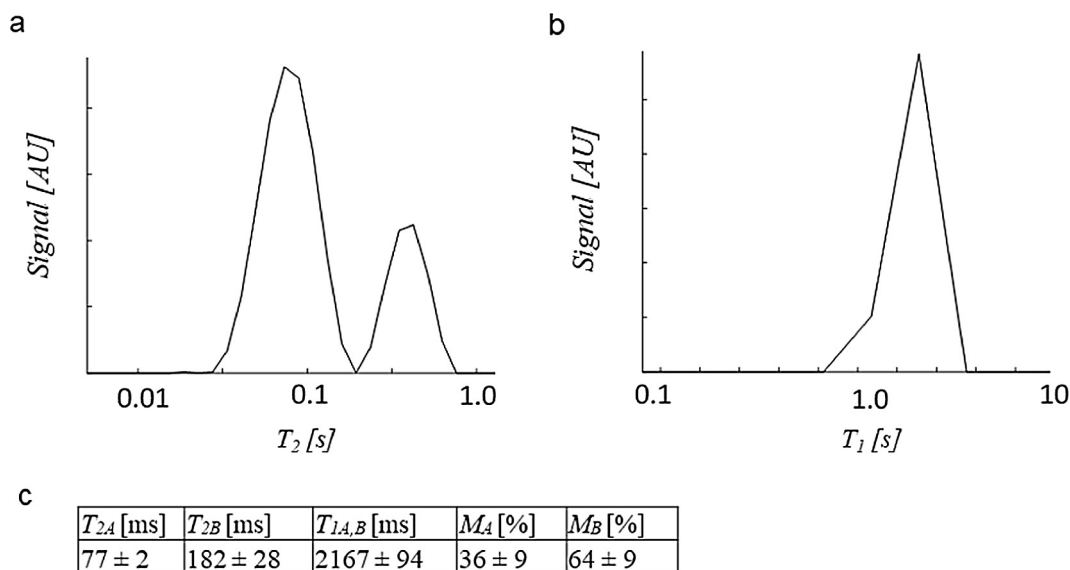 a
b
Signal [AU]
Signal [AU]
0.01 0.1 1.0
0.1 1.0 10
T2 [s]
T1 [s]
c
T2A [ms] T2B [ms] T1A,B [ms] MA [%] MB [%]
77 ± 2 182 ± 28 2167 ± 94 36 ± 9 64 ± 9